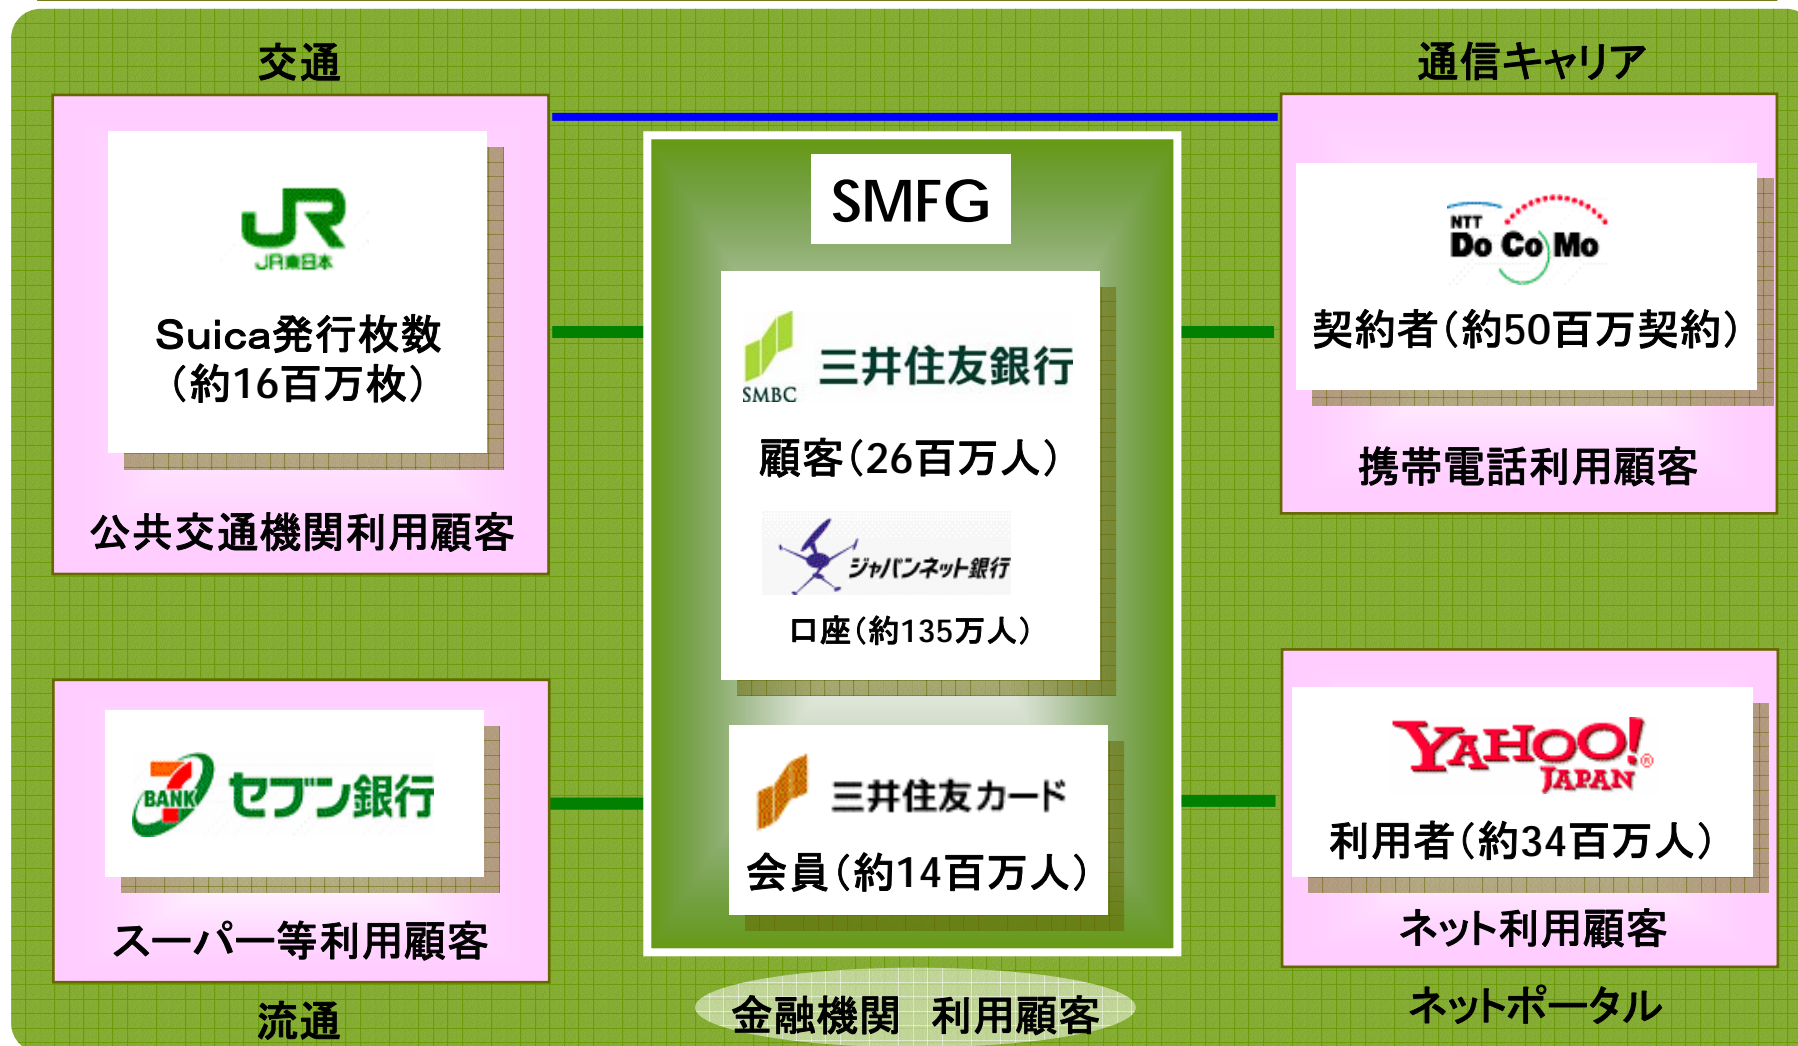 交通
JR
JR東日本
Suica発行枚数
（約16百万枚）
公共交通機関利用顧客
7
BANK
セブン銀行
スーパー等利用顧客
流通
SMFG
SMBC
三井住友銀行
顧客（26百万人）
ジャパンネット銀行
口座（約135万人）
三井住友カード
会員（約14百万人）
金融機関　利用顧客
通信キャリア
NTT
DoCoMo
契約者（約50百万契約）
携帯電話利用顧客
YAHOO!®
JAPAN
利用者（約34百万人）
ネット利用顧客
ネットポータル